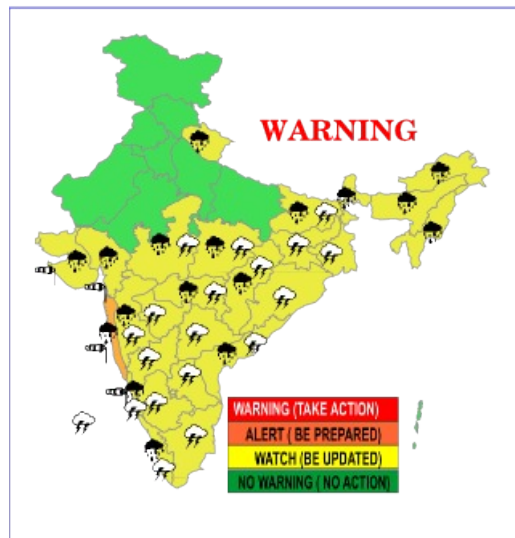 WARNING
WARNING (TAKE ACTION)
ALERT ( BE PREPARED)
WATCH (BE UPDATED)
NO WARNING ( NO ACTION)